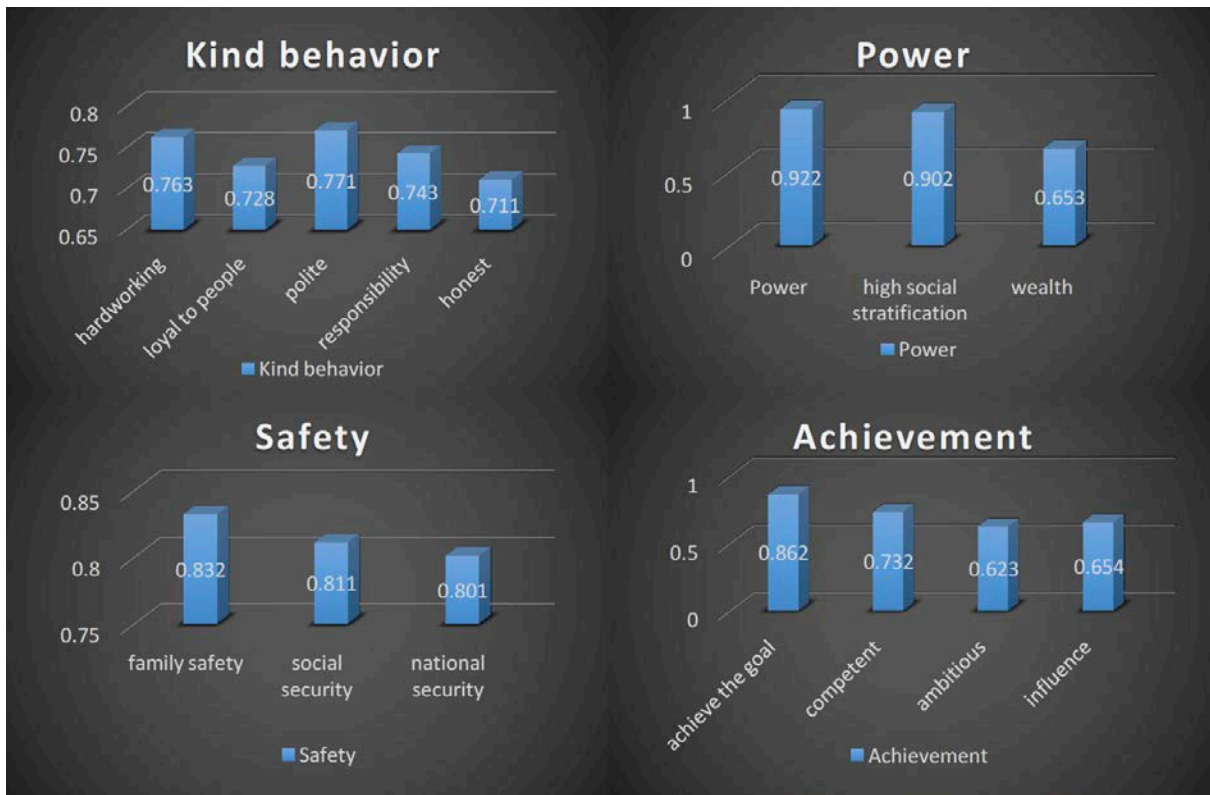 Kind behavior
0.8
0.75
0.7
0.65
0.763
0.728
0.771
0.743
0.711
hardworking
loyal to people
polite
responsibility
honest
Kind behavior
Power
1
0.5
0
0.922
0.902
0.653
Power
high social
stratification
wealth
Power
Safety
0.85
0.8
0.75
0.832
0.811
0.801
family safety
social
security
national
security
Safety
Achievement
1
0.5
0
0.862
0.732
0.623
0.654
achieve the goal
competent
ambitious
influence
Achievement